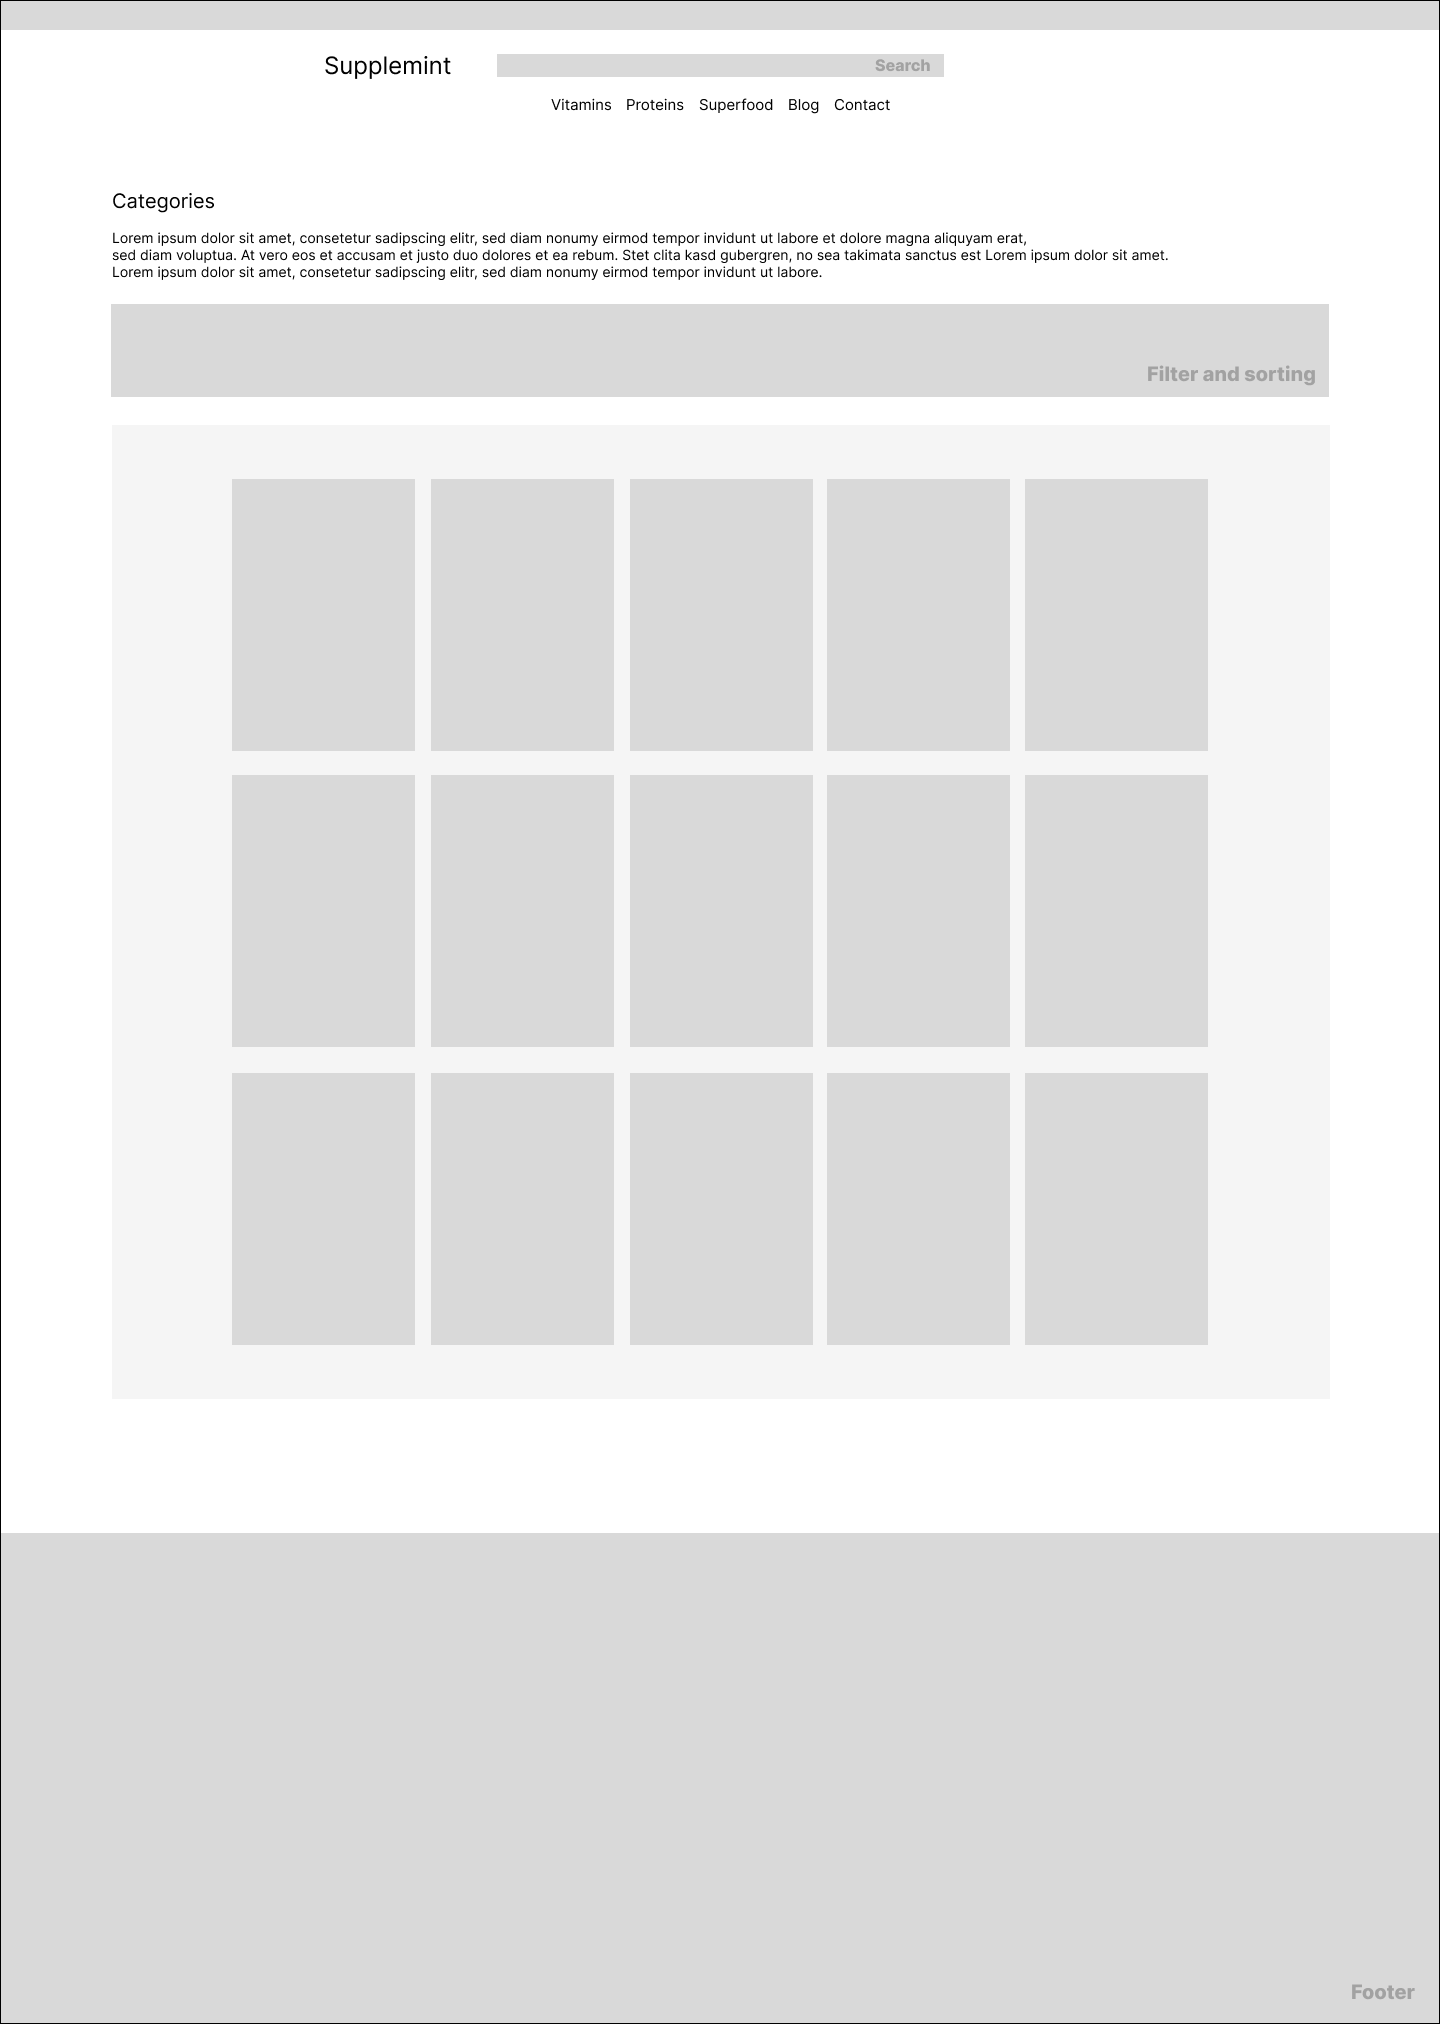 Supplemint
Search
Vitamins Proteins Superfood Blog Contact
Categories
Lorem ipsum dolor sit amet, consetetur sadipscing elitr, sed diam nonumy eirmod tempor invidunt ut labore et dolore magna aliquyam erat,
sed diam voluptua. At vero eos et accusam et justo duo dolores et ea rebum. Stet clita kasd gubergren, no sea takimata sanctus est Lorem ipsum dolor sit amet.
Lorem ipsum dolor sit amet, consetetur sadipscing elitr, sed diam nonumy eirmod tempor invidunt ut labore.
Filter and sorting
Footer